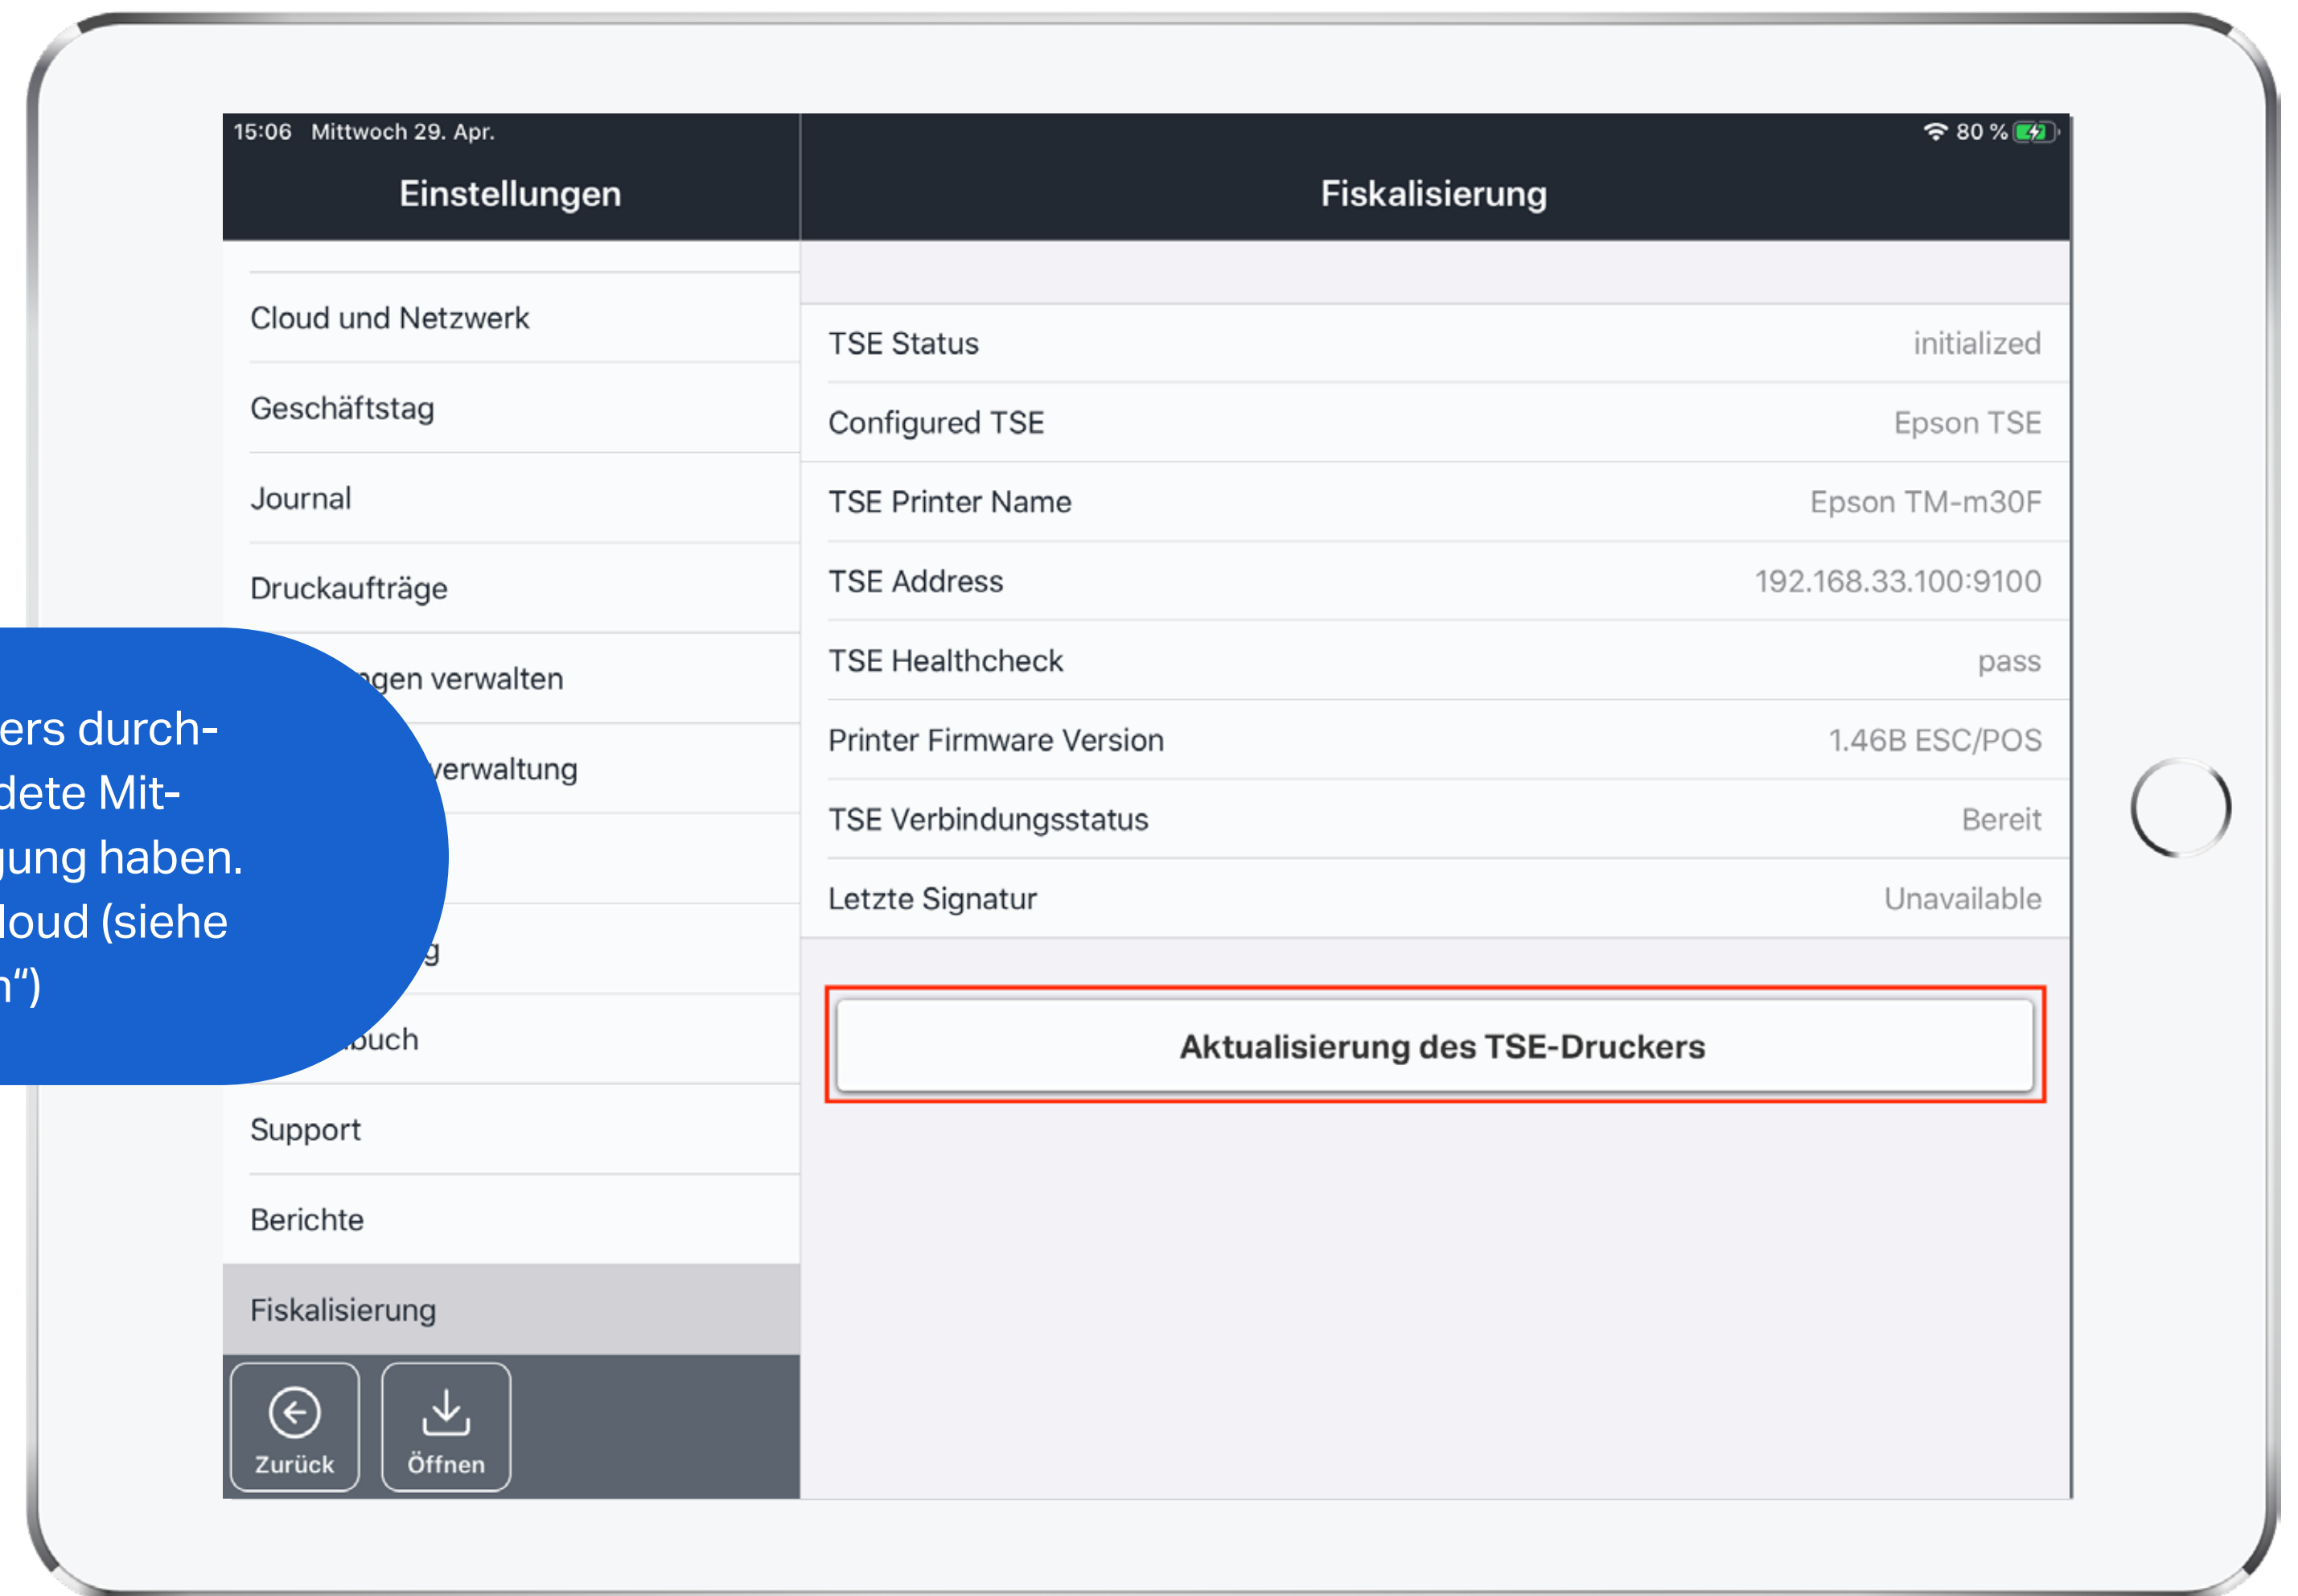 15:06 Mittwoch 29. Apr.
80 %
Einstellungen
Fiskalisierung
Cloud und Netzwerk
Geschäftstag
Journal
Druckaufträge
verwalten
verwaltung
Support
Berichte
Fiskalisierung
Zurück
Öffnen
TSE Status initialized
Configured TSE Epson TSE
TSE Printer Name Epson TM-m30F
TSE Address 192.168.33.100:9100
TSE Healthcheck pass
Printer Firmware Version 1.46B ESC/POS
TSE Verbindungsstatus Bereit
Letzte Signatur Unavailable
Aktualisierung des TSE-Druckers
ers durch-
dete Mit-
gung haben.
loud (siehe
n“)